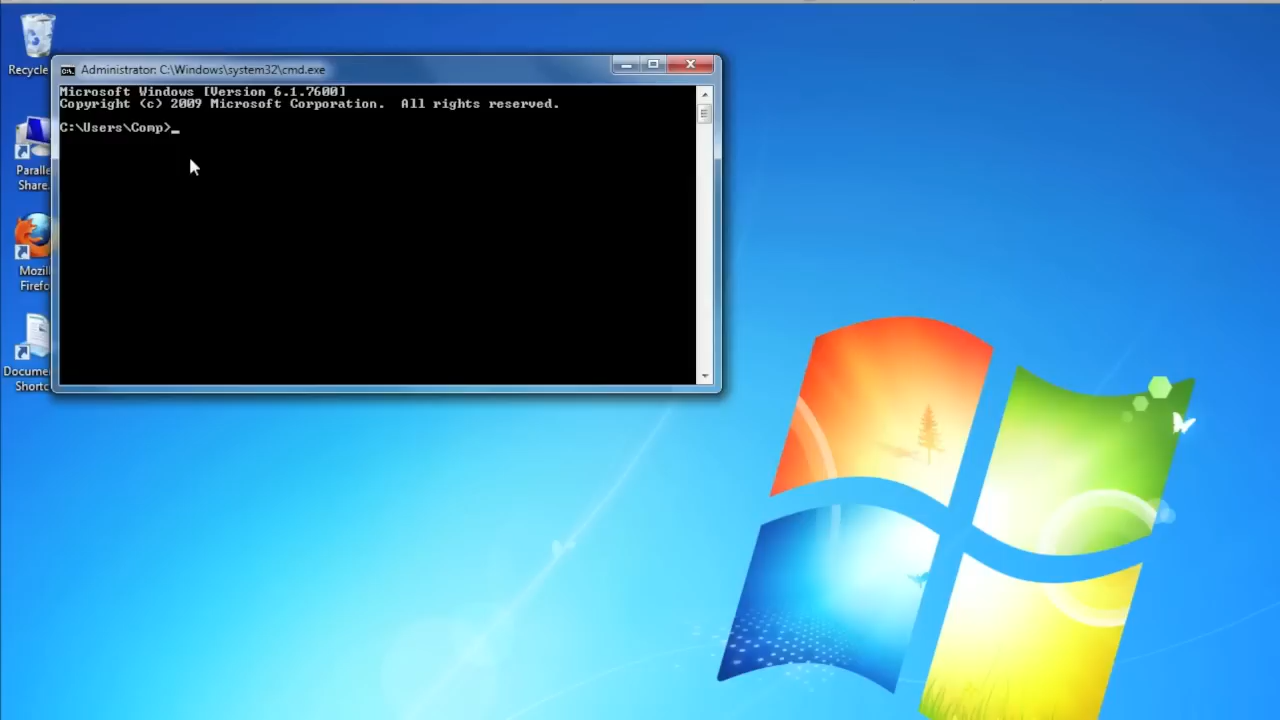 Recycle
Administrator: C:\Windows\system32\cmd.exe
Microsoft Windows [Version 6.1.7600]
Copyright (c) 2009 Microsoft Corporation.  All rights reserved.
C:\Users\Comp>_
Paralle
Share.
Mozil
Firefo
Docume
Shortc